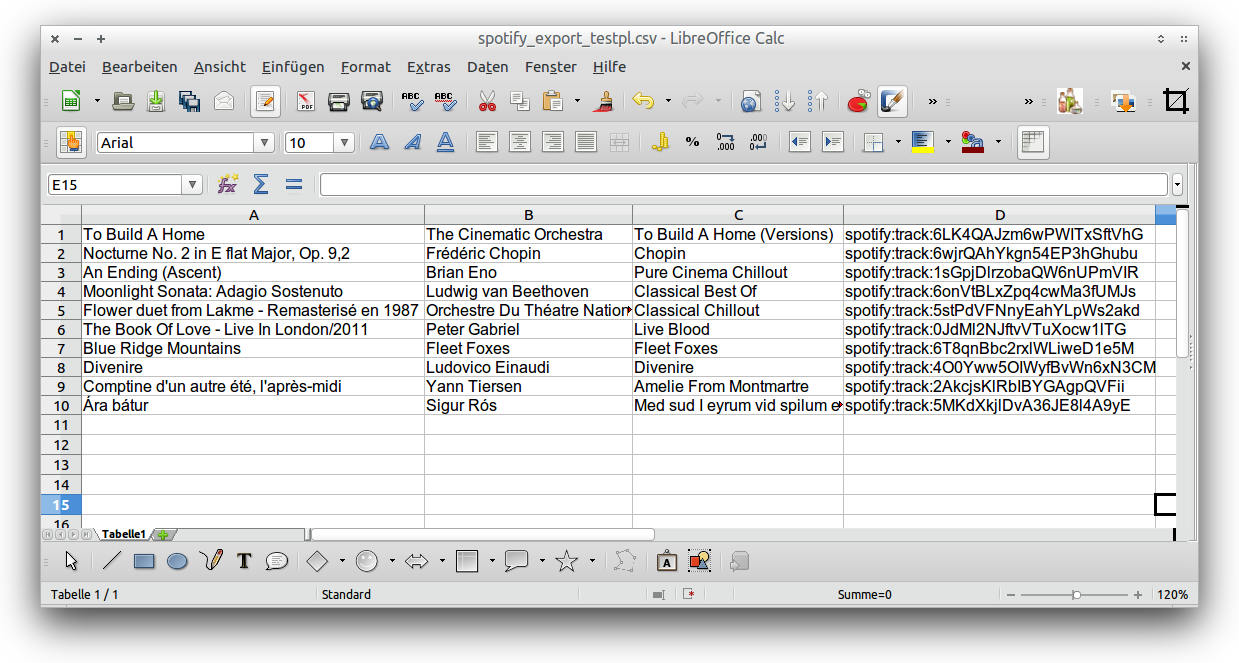 spotify_export_testpl.csv - LibreOffice Calc
Datei Bearbeiten Ansicht Einfügen Format Extras Daten Fenster Hilfe
Arial 10
E15
A B C D
1 To Build A Home The Cinematic Orchestra To Build A Home (Versions) spotify:track:6LK4QAJzm6wPWITxSftVhG
2 Nocturne No. 2 in E flat Major, Op. 9,2 Frédéric Chopin Chopin spotify:track:6wjrQAhYkgn54EP3hGhubu
3 An Ending (Ascent) Brian Eno Pure Cinema Chillout spotify:track:1sGpjDlrzobaQW6nUPmVIR
4 Moonlight Sonata: Adagio Sostenuto Ludwig van Beethoven Classical Best Of spotify:track:6onVtBLxZpq4cwMa3fUMJs
5 Flower duet from Lakme - Remasterisé en 1987 Orchestre Du Théatre Nation Classical Chillout spotify:track:5stPdVFNnyEahYLpWs2akd
6 The Book Of Love - Live In London/2011 Peter Gabriel Live Blood spotify:track:0JdMl2NJftvVTuXocw1ITG
7 Blue Ridge Mountains Fleet Foxes Fleet Foxes spotify:track:6T8qnBbc2rxlWLiweD1e5M
8 Divenire Ludovico Einaudi Divenire spotify:track:4O0Yww5OlWyfBvWn6xN3CM
9 Comptine d'un autre été, l'après-midi Yann Tiersen Amelie From Montmartre spotify:track:2AkcjsKlRbIBYGAgpQVFii
10 Ára bátur Sigur Rós Med sud I eyrum vid spilum e spotify:track:5MKdXkjlDvA36JE8I4A9yE
11
12
13
14
15
16
Tabelle1
Tabelle 1 / 1 Standard Summe=0 120%